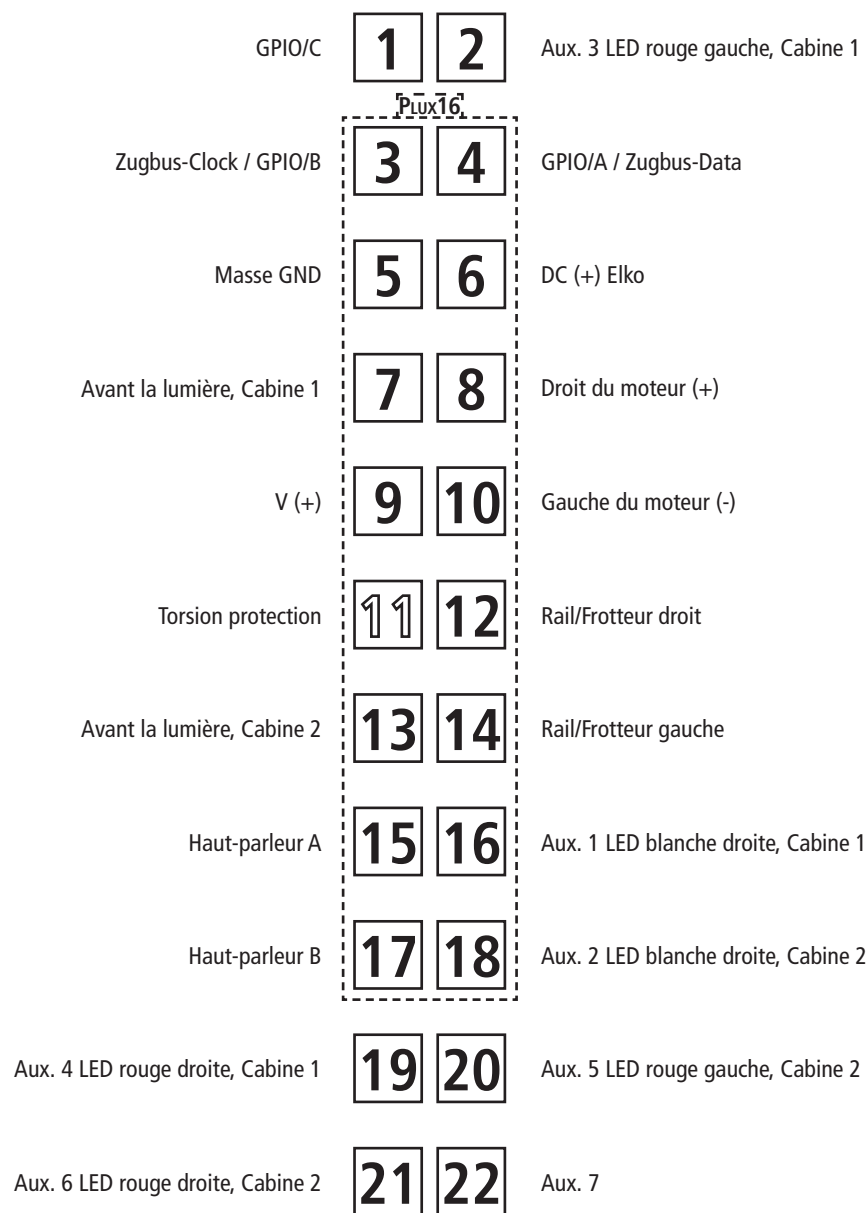 GPIO/C 1 2 Aux. 3 LED rouge gauche, Cabine 1
PLUX16
Zugbus-Clock / GPIO/B 3 4 GPIO/A / Zugbus-Data
Masse GND 5 6 DC (+) Elko
Avant la lumière, Cabine 1 7 8 Droit du moteur (+)
V (+) 9 10 Gauche du moteur (-)
Torsion protection 11 12 Rail/Frotteur droit
Avant la lumière, Cabine 2 13 14 Rail/Frotteur gauche
Haut-parleur A 15 16 Aux. 1 LED blanche droite, Cabine 1
Haut-parleur B 17 18 Aux. 2 LED blanche droite, Cabine 2
Aux. 4 LED rouge droite, Cabine 1 19 20 Aux. 5 LED rouge gauche, Cabine 2
Aux. 6 LED rouge droite, Cabine 2 21 22 Aux. 7